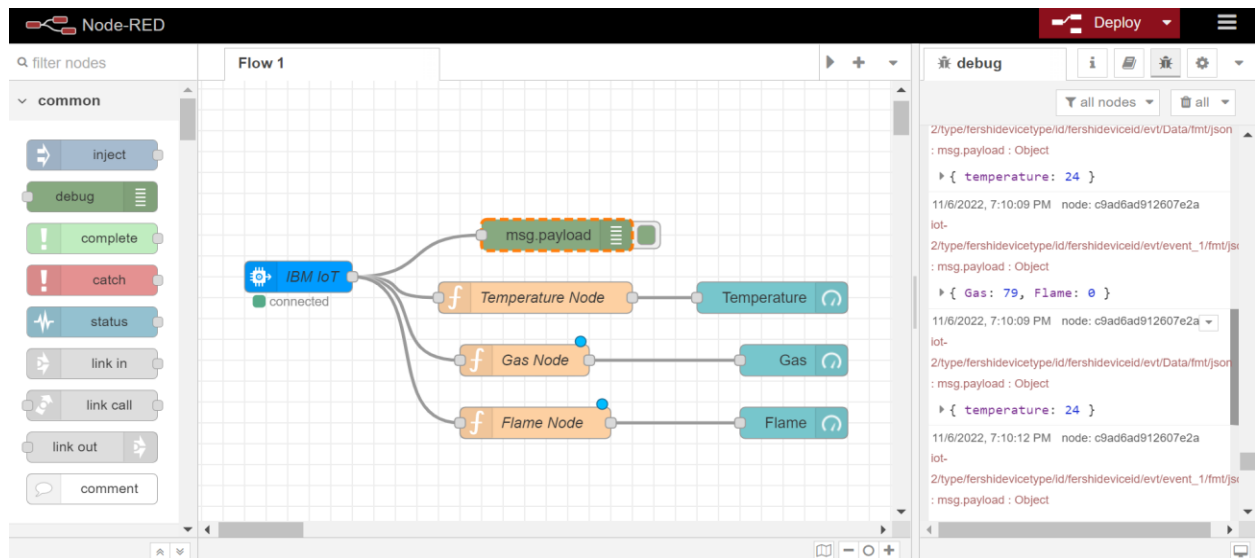 Node-RED
Deploy
filter nodes
common
inject
debug
complete
catch
status
link in
link call
link out
comment
Flow 1
msg.payload
IBM IoT
connected
Temperature Node
Temperature
Gas Node
Gas
Flame Node
Flame
debug
i
all nodes
all
2/type/fershidevicetype/id/fershideviceid/evt/Data/fmt/json
: msg.payload : Object
{ temperature: 24 }
11/6/2022, 7:10:09 PM node: c9ad6ad912607e2a
iot-
2/type/fershidevicetype/id/fershideviceid/evt/event_1/fmt/js
: msg.payload : Object
{ Gas: 79, Flame: 0 }
11/6/2022, 7:10:09 PM node: c9ad6ad912607e2a
iot-
2/type/fershidevicetype/id/fershideviceid/evt/Data/fmt/json
: msg.payload : Object
{ temperature: 24 }
11/6/2022, 7:10:12 PM node: c9ad6ad912607e2a
iot-
2/type/fershidevicetype/id/fershideviceid/evt/event_1/fmt/js
: msg.payload : Object